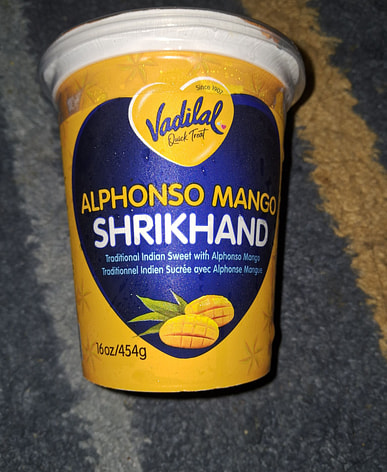 Since 1907
Vadilal
Quick Treat
ALPHONSO MANGO
SHRIKHAND
Traditional Indian Sweet with Alphonso Mango
Traditionnel Indien Sucrée avec Alphonse Mangue
16oz/454g